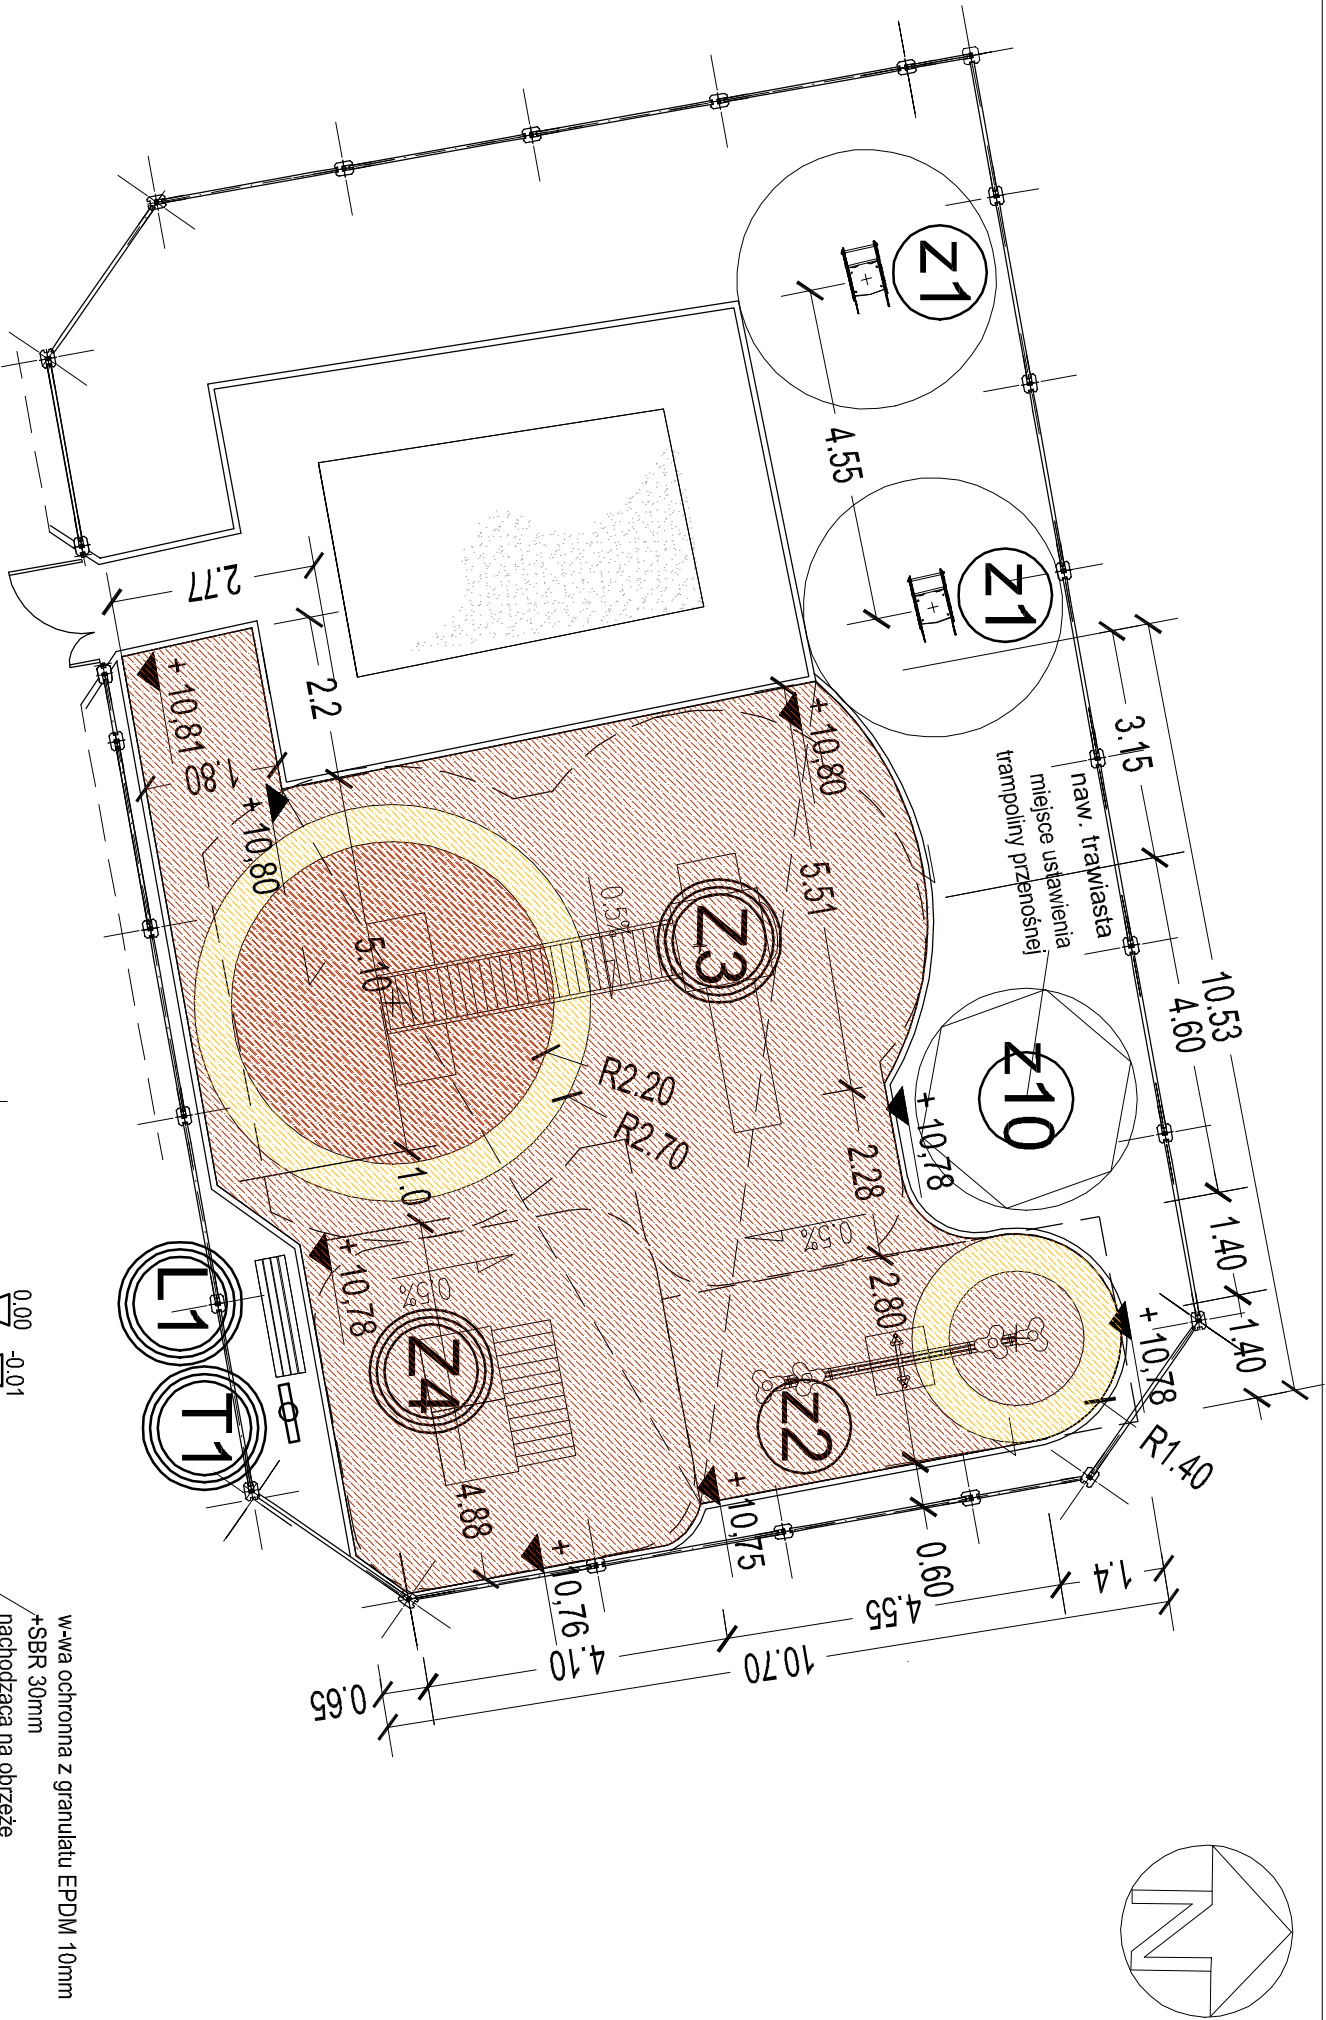 Z1
4.55
Z1
2.77
2.2
3.15
10.53
4.60
1.40
1.40
naw. trawiasta
miejsce ustawienia
trampoliny przenośnej
+ 10,81
1.80
+ 10,80
+ 10,80
5.51
0.5%
Z3
5.10
R2.20
R2.70
Z10
+ 10,78
2.28
0.5%
2.80
1.0
+ 10,78
0.5%
Z4
Z2
+ 10,78
R1.40
L1
T1
4.88
+ 10,75
+ 10,76
0.60
1.4
4.55
4.10
10.70
0.65
0.00
-0.01
w-wa ochronna z granulatu EPDM 10mm
+SBR 30mm
nachodząca na obrzeże
N